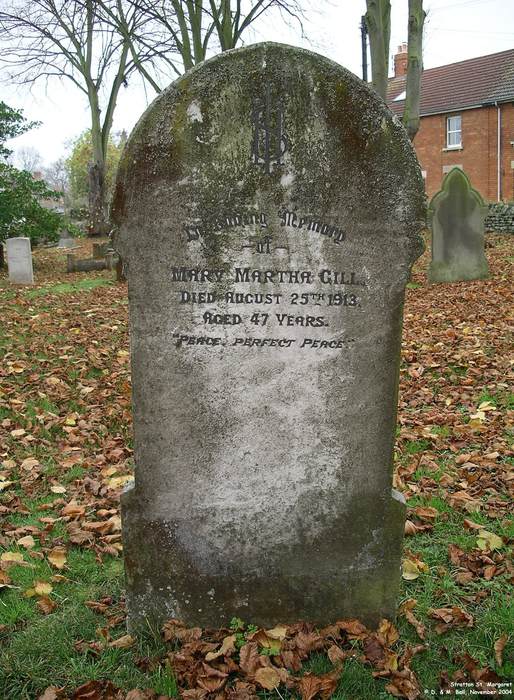 IHS
In Loving Memory
of
MARY MARTHA GILL,
DIED AUGUST 25TH 1913,
AGED 47 YEARS.
"PEACE, PERFECT PEACE."
Stratton St. Margaret
© D. & M. Ball, November 2004